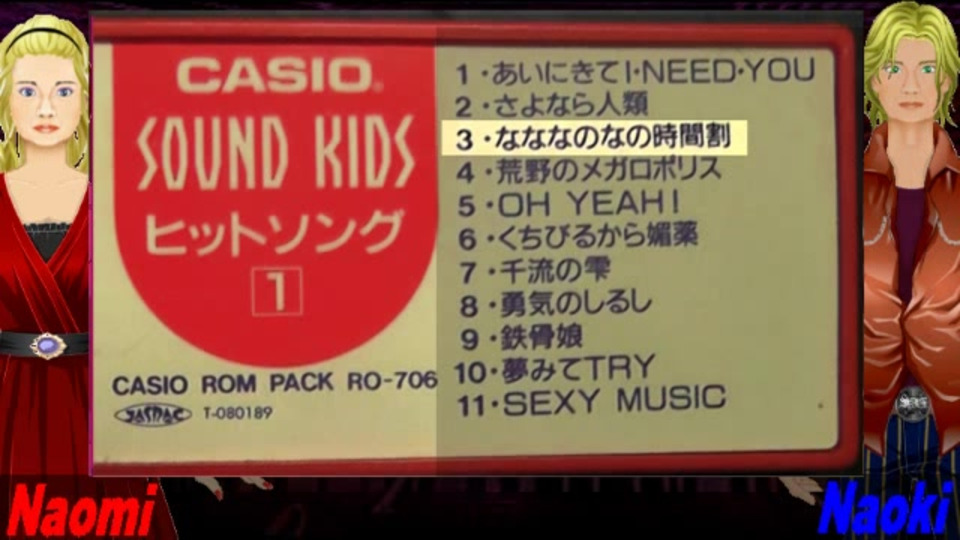 CASIO
SOUND KIDS
ヒットソング
1
CASIO ROM PACK RO-706
JASRAC T-080189
1・あいにきてI・NEED・YOU
2・さよなら人類
3・なななのなの時間割
4・荒野のメガロポリス
5・OH YEAH!
6・くちびるから媚薬
7・千流の雫
8・勇気のしるし
9・鉄骨娘
10・夢みてTRY
11・SEXY MUSIC
Naomi
Naoki